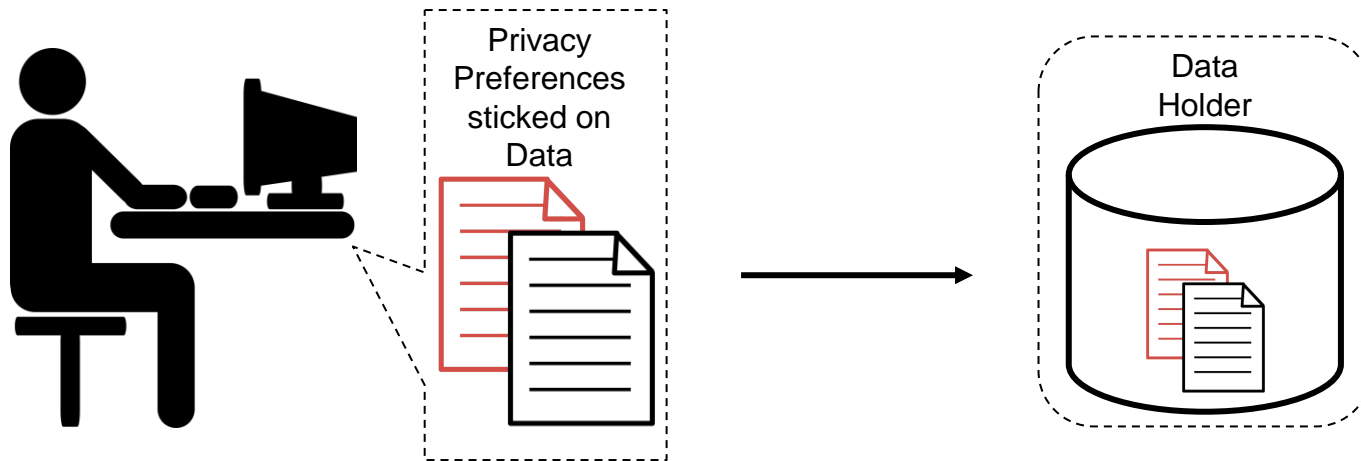 Privacy
Preferences
sticked on
Data
Data
Holder